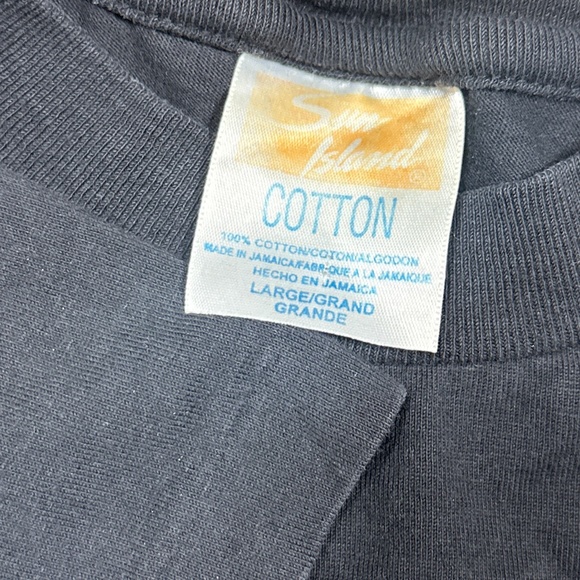 Sun
Island®
COTTON
100% COTTON/COTON/ALGODON
MADE IN JAMAICA/FABRIQUE A LA JAMAIQUE
HECHO EN JAMAICA
LARGE/GRAND
GRANDE